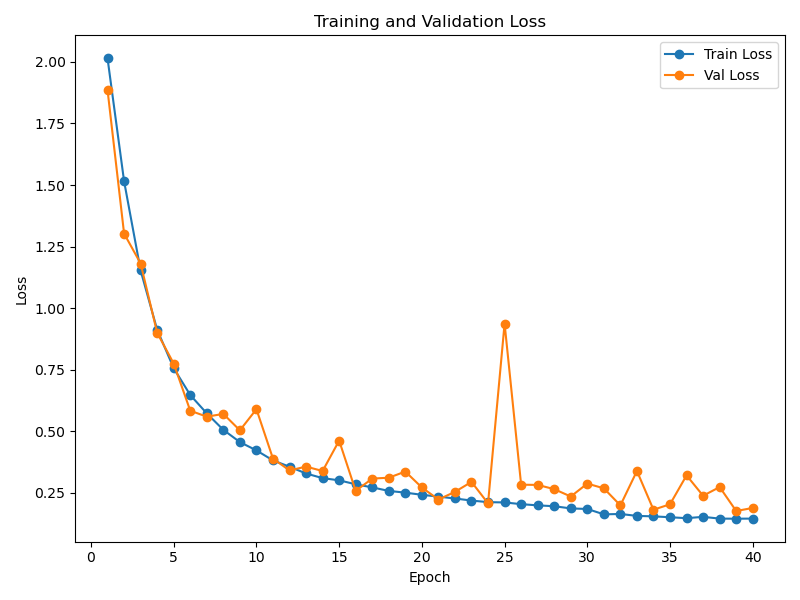 Training and Validation Loss
Train Loss
Val Loss
2.00
1.75
1.50
1.25
1.00
0.75
0.50
0.25
Loss
0 5 10 15 20 25 30 35 40
Epoch